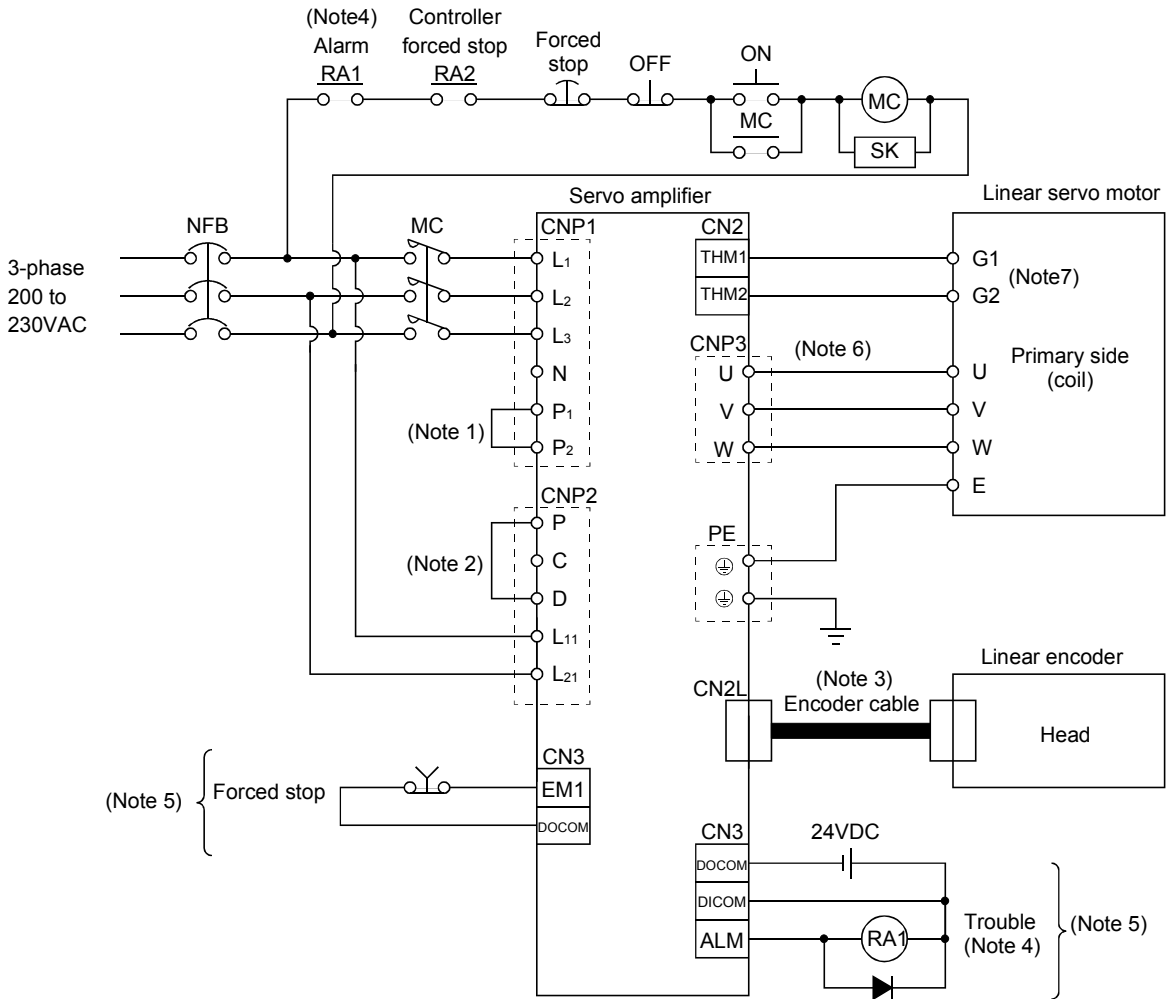 (Note4)
Alarm
RA1
Controller
forced stop
RA2
Forced
stop
OFF
ON
MC
MC
SK
3-phase
200 to
230VAC
NFB
MC
Servo amplifier
Linear servo motor
CNP1
L1
L2
L3
N
P1
P2
(Note 1)
CN2
THM1
THM2
G1
G2
(Note7)
CNP3
U
V
W
(Note 6)
U
V
W
E
Primary side
(coil)
CNP2
P
C
D
L11
L21
(Note 2)
PE
CN2L
(Note 3)
Encoder cable
Linear encoder
Head
(Note 5)
Forced stop
CN3
EM1
DOCOM
CN3
DOCOM
DICOM
ALM
24VDC
RA1
Trouble
(Note 4)
(Note 5)